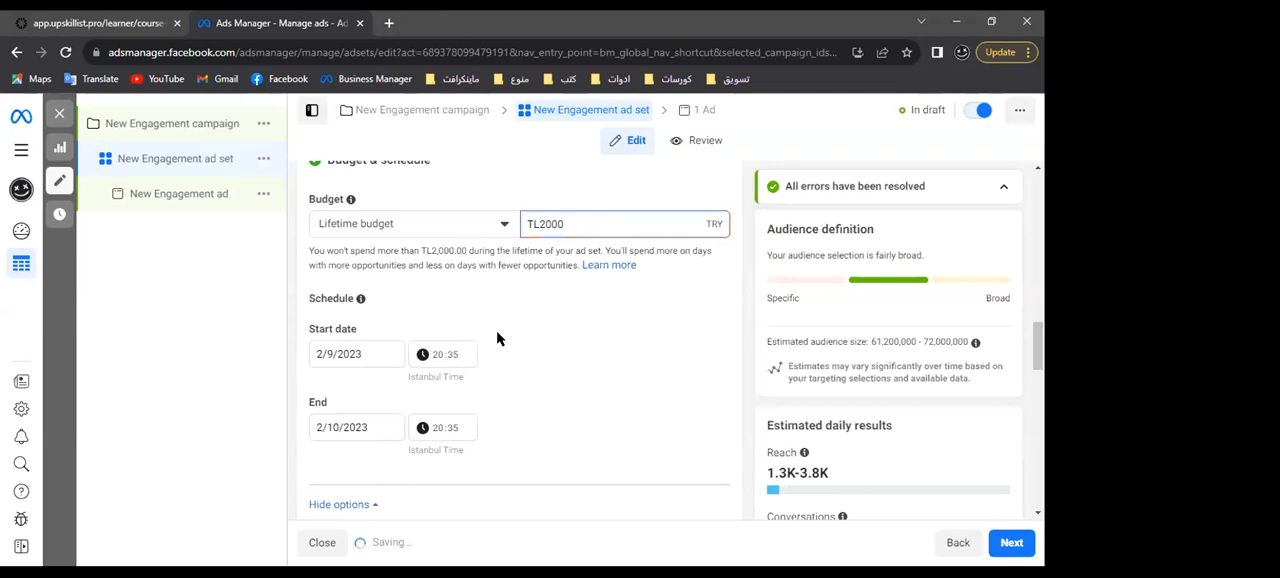 app.upskillist.pro/learner/course
Ads Manager - Manage ads - Ad
adsmanager.facebook.com/adsmanager/manage/adsets/edit?act=689378099479191&nav_entry_point=bm_global_nav_shortcut&selected_campaign_ids...
Update
Maps
Translate
YouTube
Gmail
Facebook
Business Manager
ماينكرافت
منوع
كتب
ادوات
كورسات
تسويق
New Engagement campaign
New Engagement ad set
New Engagement ad
New Engagement campaign
New Engagement ad set
1 Ad
In draft
Edit
Review
Budget & schedule
Budget
Lifetime budget
TL2000
TRY
You won't spend more than TL2,000.00 during the lifetime of your ad set. You'll spend more on days
with more opportunities and less on days with fewer opportunities. Learn more
Schedule
Start date
2/9/2023
20:35
Istanbul Time
End
2/10/2023
20:35
Istanbul Time
Hide options
All errors have been resolved
Audience definition
Your audience selection is fairly broad.
Specific
Broad
Estimated audience size: 61,200,000 - 72,000,000
Estimates may vary significantly over time based on
your targeting selections and available data.
Estimated daily results
Reach
1.3K-3.8K
Conversations
Close
Saving...
Back
Next